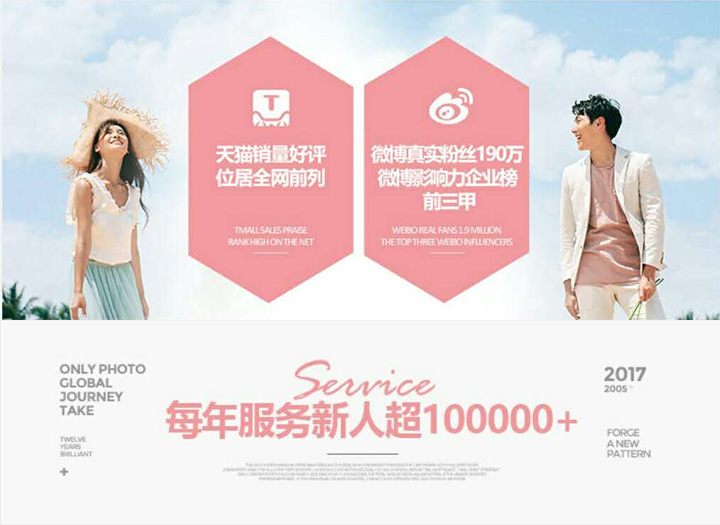 T
天猫销量好评
位居全网前列
TMALL SALES PRAISE
RANK HIGH ON THE NET
微博真实粉丝190万
微博影响力企业榜
前三甲
WEIBO REAL FANS 1.9 MILLION
THE TOP THREE WEIBO INFLUENCERS
ONLY PHOTO
GLOBAL
JOURNEY
TAKE
TWELVE
YEARS
BRILLIANT
+
Service
每年服务新人超100000+
2017
2005
FORGE
A NEW
PATTERN